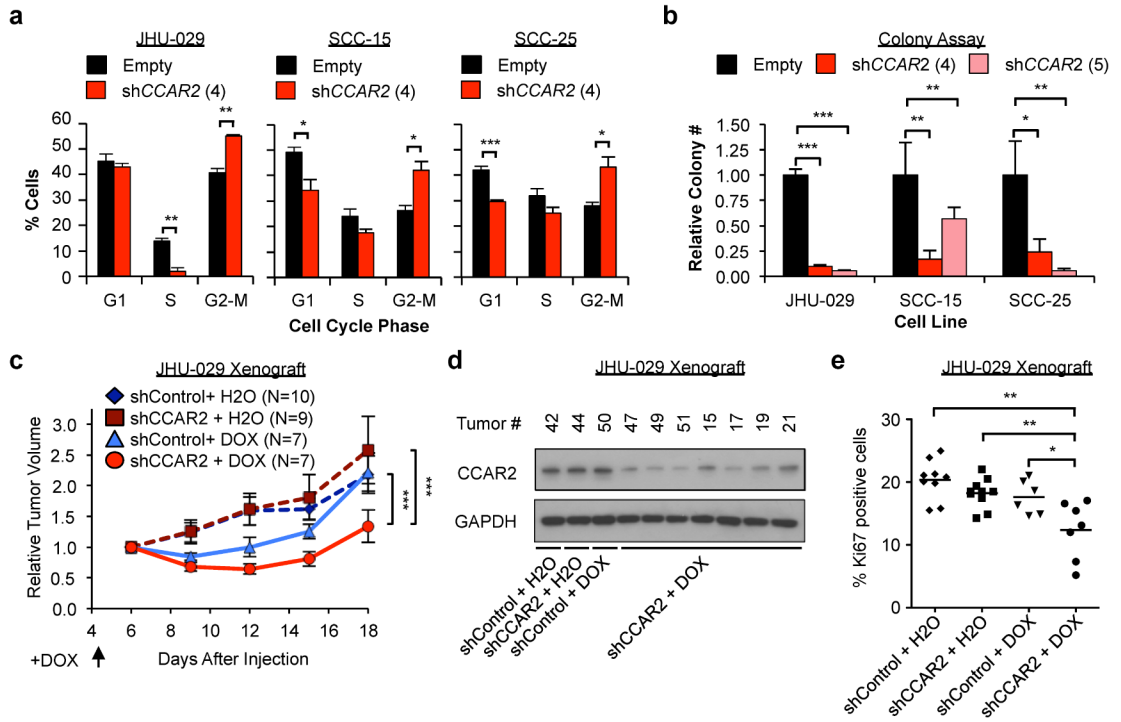 a
JHU-029
SCC-15
SCC-25
Empty
Empty
Empty
shCCAR2 (4)
shCCAR2 (4)
shCCAR2 (4)
% Cells
60
50
40
30
20
10
0
**
**
*
*
***
*
G1 S G2-M
G1 S G2-M
G1 S G2-M
Cell Cycle Phase
b
Colony Assay
Empty
shCCAR2 (4)
shCCAR2 (5)
Relative Colony #
1.50
1.25
1.00
0.75
0.50
0.25
0.00
***
***
**
**
**
*
JHU-029 SCC-15 SCC-25
Cell Line
c
JHU-029 Xenograft
shControl+ H2O (N=10)
shCCAR2 + H2O (N=9)
shControl+ DOX (N=7)
shCCAR2 + DOX (N=7)
Relative Tumor Volume
3.0
2.5
2.0
1.5
1.0
0.5
0.0
***
***
4 6 8 10 12 14 16 18
+DOX
Days After Injection
d
JHU-029 Xenograft
Tumor # 42 44 50 47 49 51 15 17 19 21
CCAR2
GAPDH
shControl + H2O
shCCAR2 + H2O
shControl + DOX
shCCAR2 + DOX
e
JHU-029 Xenograft
% Ki67 positive cells
30
20
10
0
**
**
*
shControl + H2O
shCCAR2 + H2O
shControl + DOX
shCCAR2 + DOX